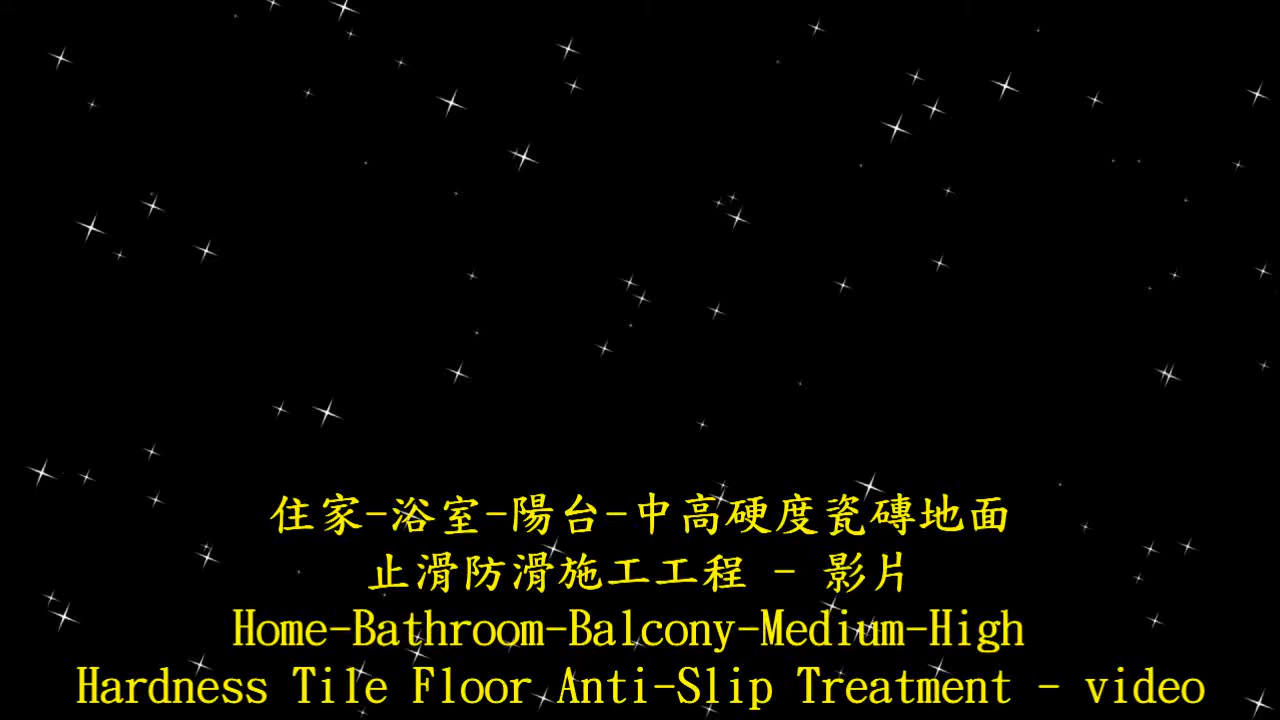 住家-浴室-陽台-中高硬度瓷磚地面
止滑防滑施工工程 - 影片
Home-Bathroom-Balcony-Medium-High
Hardness Tile Floor Anti-Slip Treatment - video